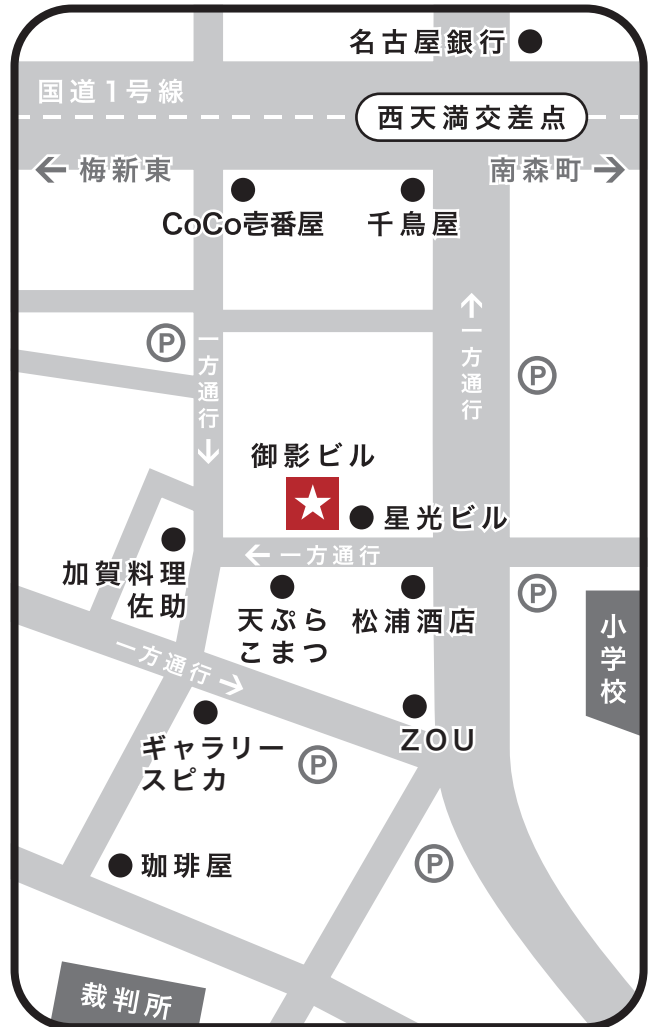 名古屋銀行
国道1号線
西天満交差点
← 梅新東
南森町 →
CoCo壱番屋
千鳥屋
↑一方通行
P
一方通行↓
P
御影ビル
星光ビル
← 一方通行
加賀料理
佐助
天ぷら
こまつ
松浦酒店
P
小学校
一方通行 →
ギャラリー
スピカ
P
ZOU
珈琲屋
P
裁判所